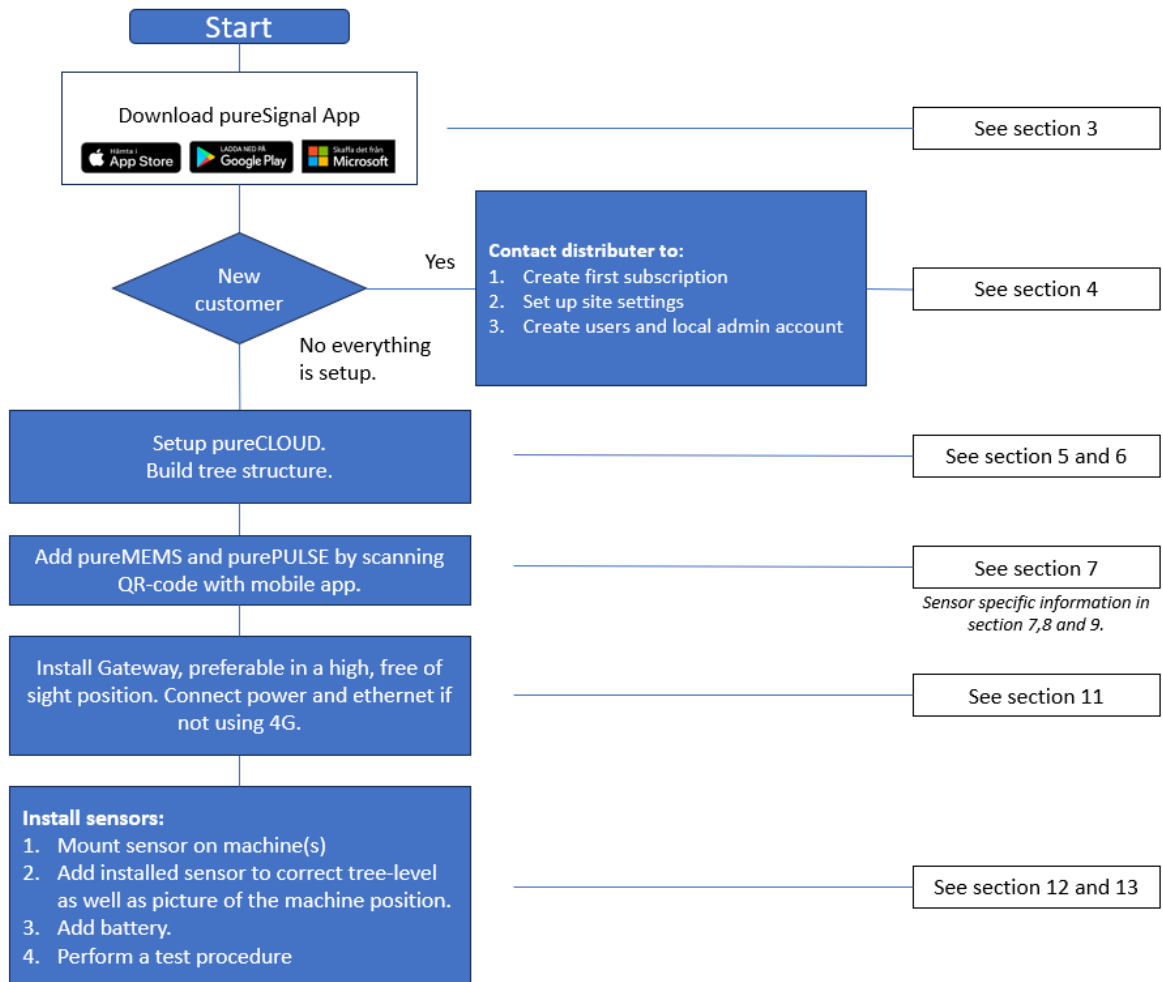 Start
Download pureSignal App
Hämta i
App Store
LADDA NED PÅ
Google Play
Skaffa det från
Microsoft
See section 3
New
customer
Yes
No everything
is setup.
Contact distributer to:
1. Create first subscription
2. Set up site settings
3. Create users and local admin account
See section 4
Setup pureCLOUD.
Build tree structure.
See section 5 and 6
Add pureMEMS and purePULSE by scanning
QR-code with mobile app.
See section 7
Sensor specific information in
section 7,8 and 9.
Install Gateway, preferable in a high, free of
sight position. Connect power and ethernet if
not using 4G.
See section 11
Install sensors:
1. Mount sensor on machine(s)
2. Add installed sensor to correct tree-level
as well as picture of the machine position.
3. Add battery.
4. Perform a test procedure
See section 12 and 13